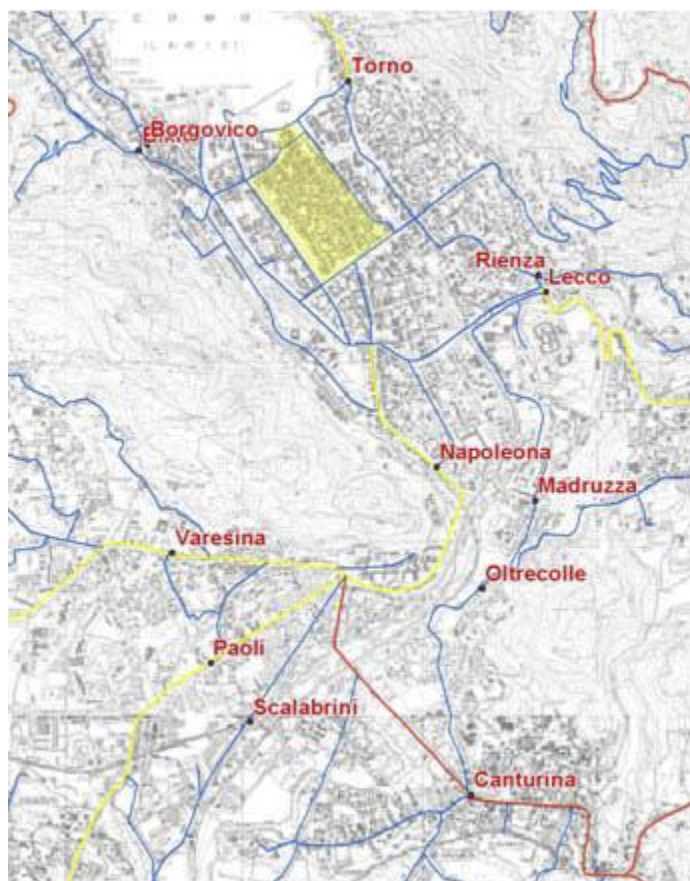 C O M O
Torno
Borgovico
Rienza
Lecco
Napoleona
Madruzza
Varesina
Oltrecolle
Paoli
Scalabrini
Canturina